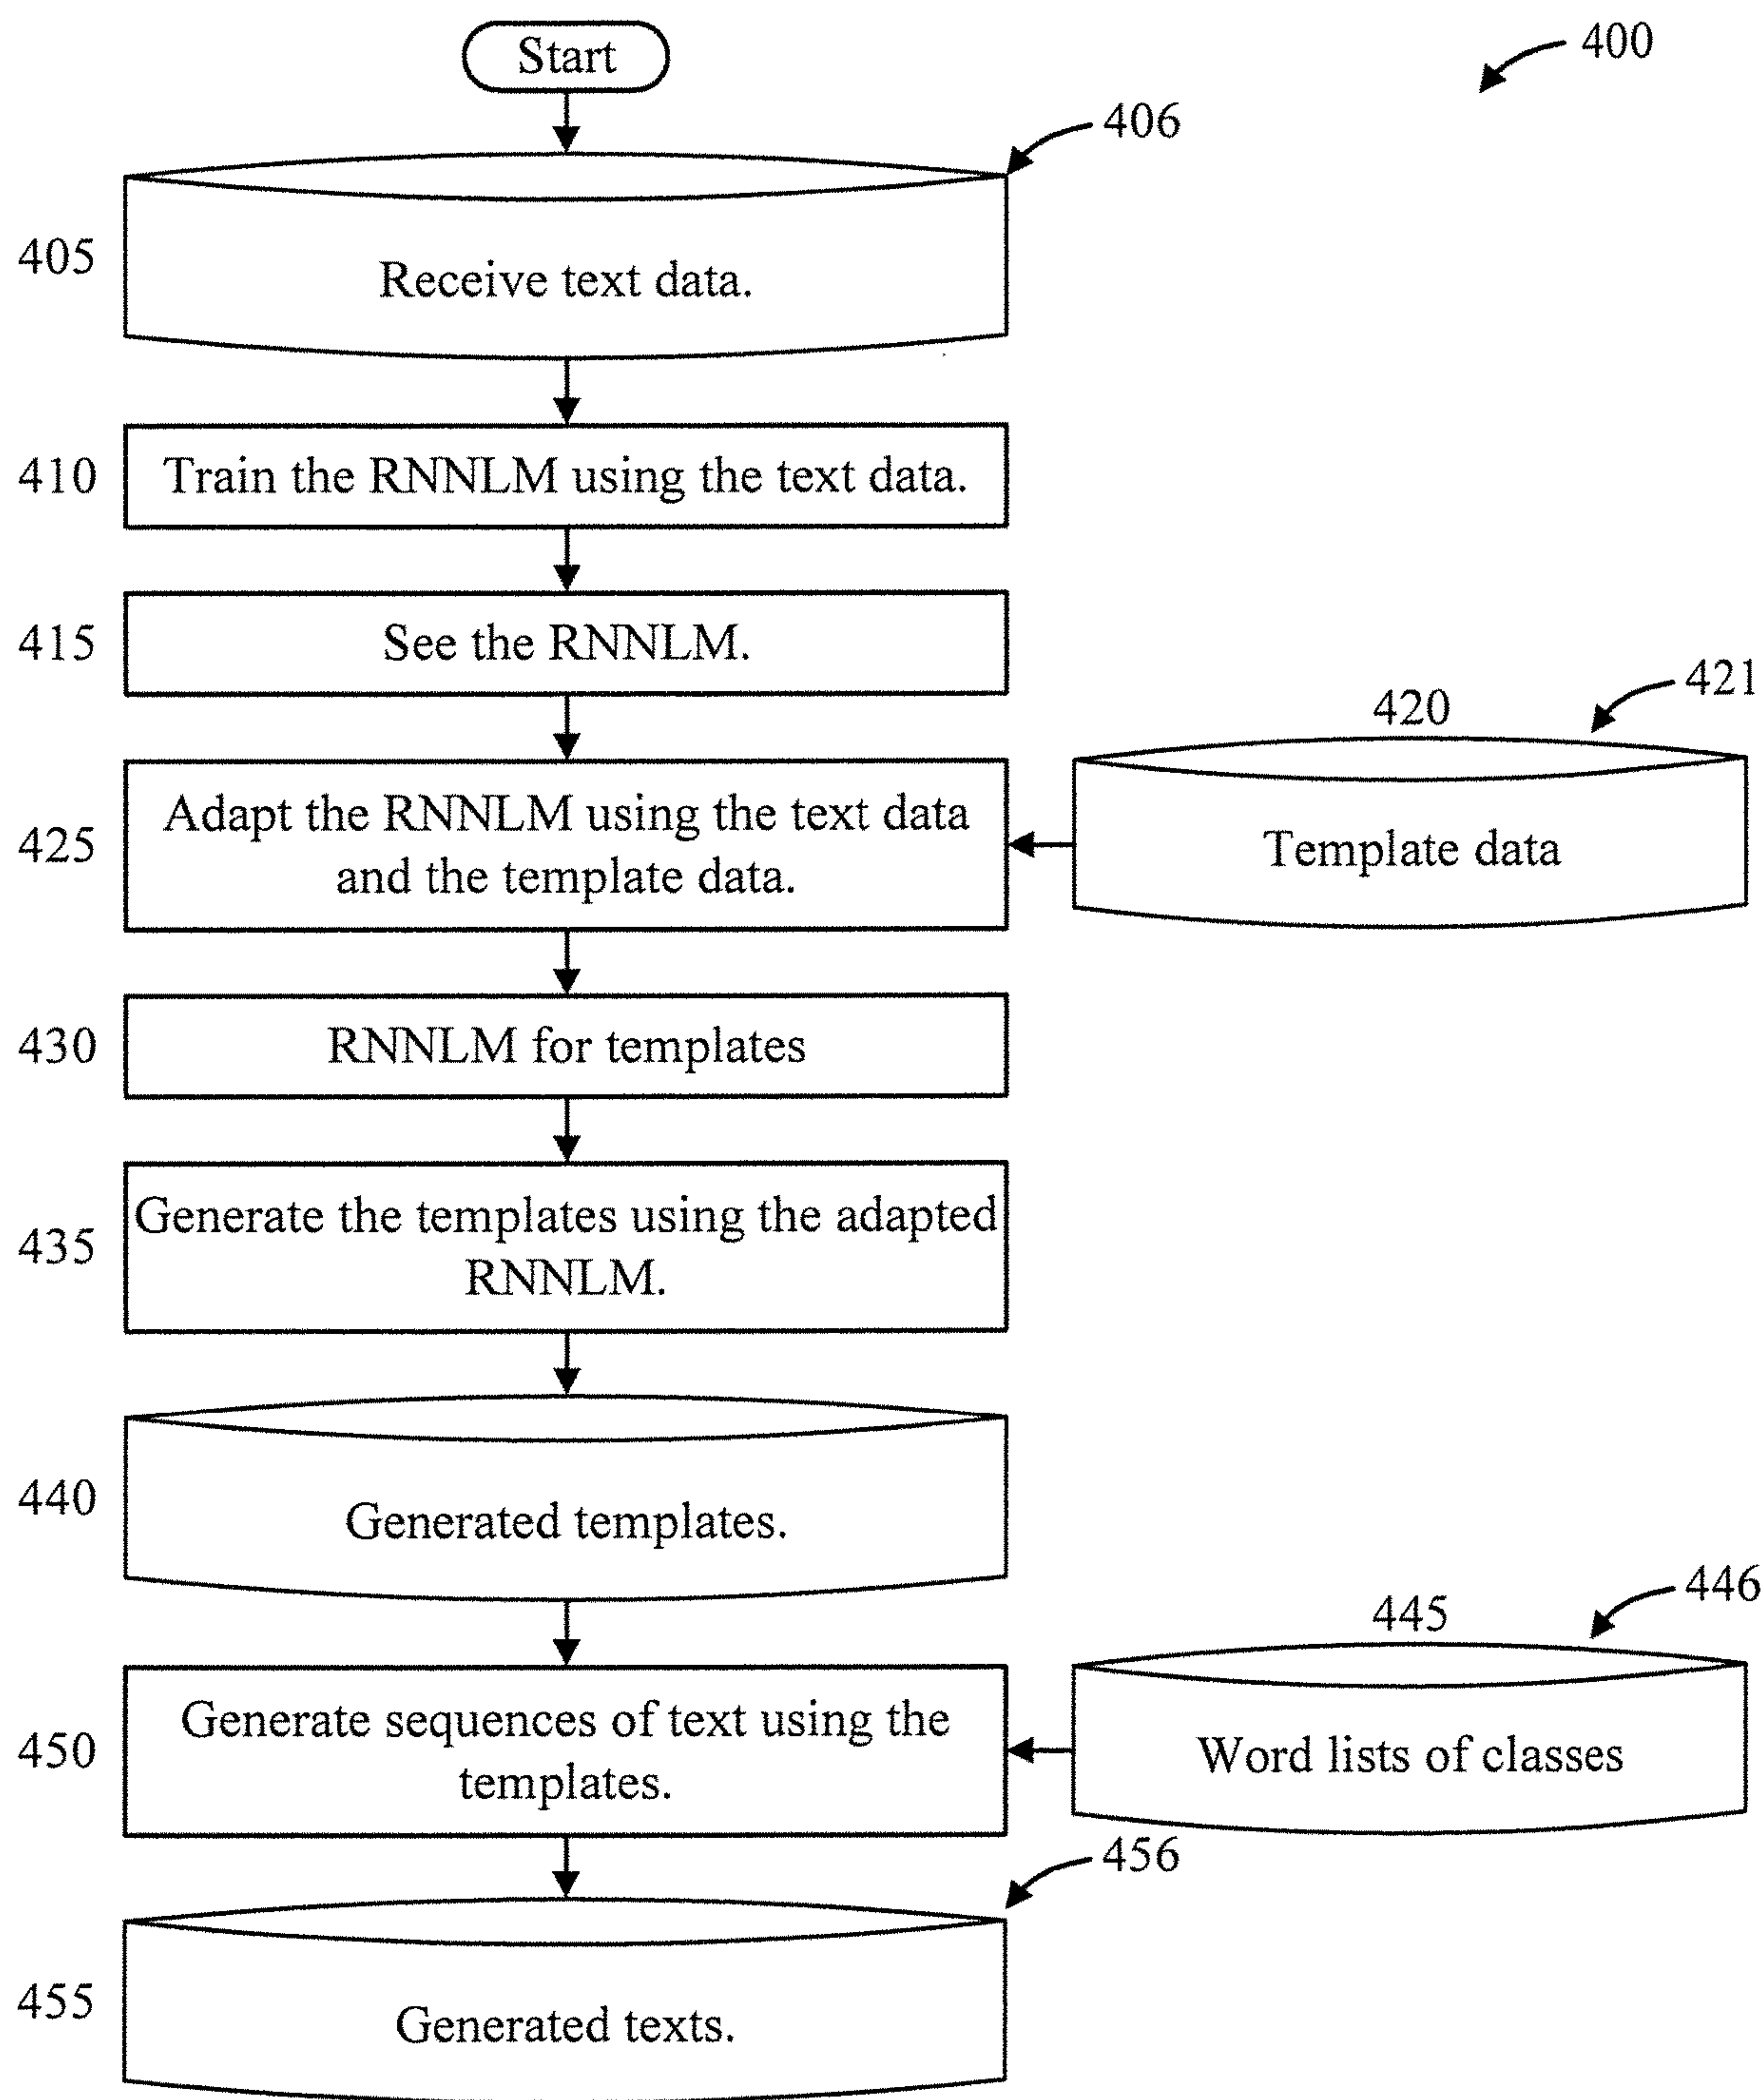 Start
400
406
405
Receive text data.
410
Train the RNNLM using the text data.
415
See the RNNLM.
421
420
425
Adapt the RNNLM using the text data
and the template data.
Template data
430
RNNLM for templates
435
Generate the templates using the adapted
RNNLM.
440
Generated templates.
446
445
450
Generate sequences of text using the
templates.
Word lists of classes
456
455
Generated texts.